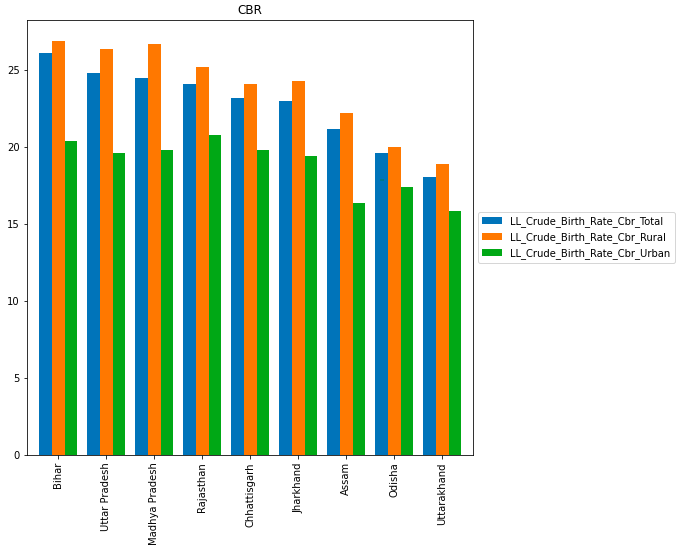 CBR
25
20
15
10
5
0
Bihar
Uttar Pradesh
Madhya Pradesh
Rajasthan
Chhattisgarh
Jharkhand
Assam
Odisha
Uttarakhand
LL_Crude_Birth_Rate_Cbr_Total
LL_Crude_Birth_Rate_Cbr_Rural
LL_Crude_Birth_Rate_Cbr_Urban